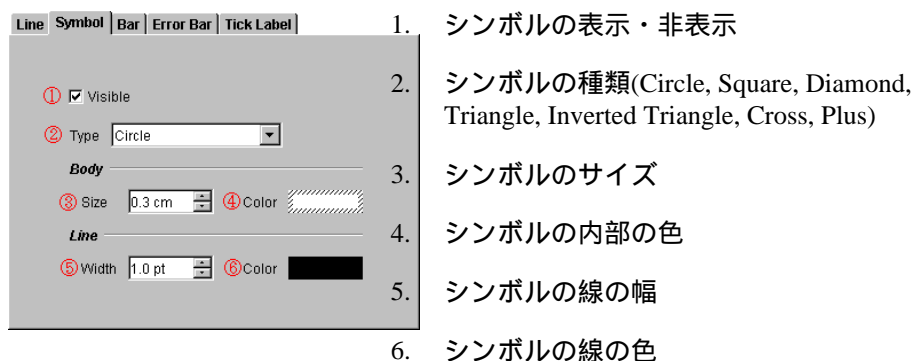 Line Symbol Bar Error Bar Tick Label
① Visible
② Type Circle
Body
③ Size 0.3 cm ④ Color
Line
⑤ Width 1.0 pt ⑥ Color
1. シンボルの表示・非表示
2. シンボルの種類(Circle, Square, Diamond,
Triangle, Inverted Triangle, Cross, Plus)
3. シンボルのサイズ
4. シンボルの内部の色
5. シンボルの線の幅
6. シンボルの線の色